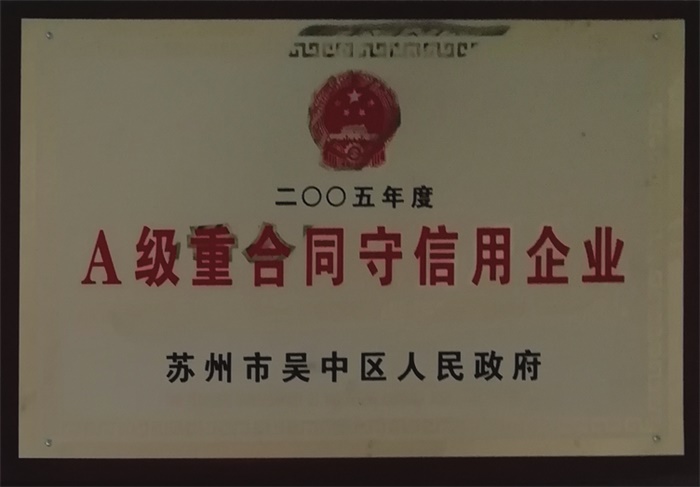 二〇〇五年度
A级重合同守信用企业
苏州市吴中区人民政府